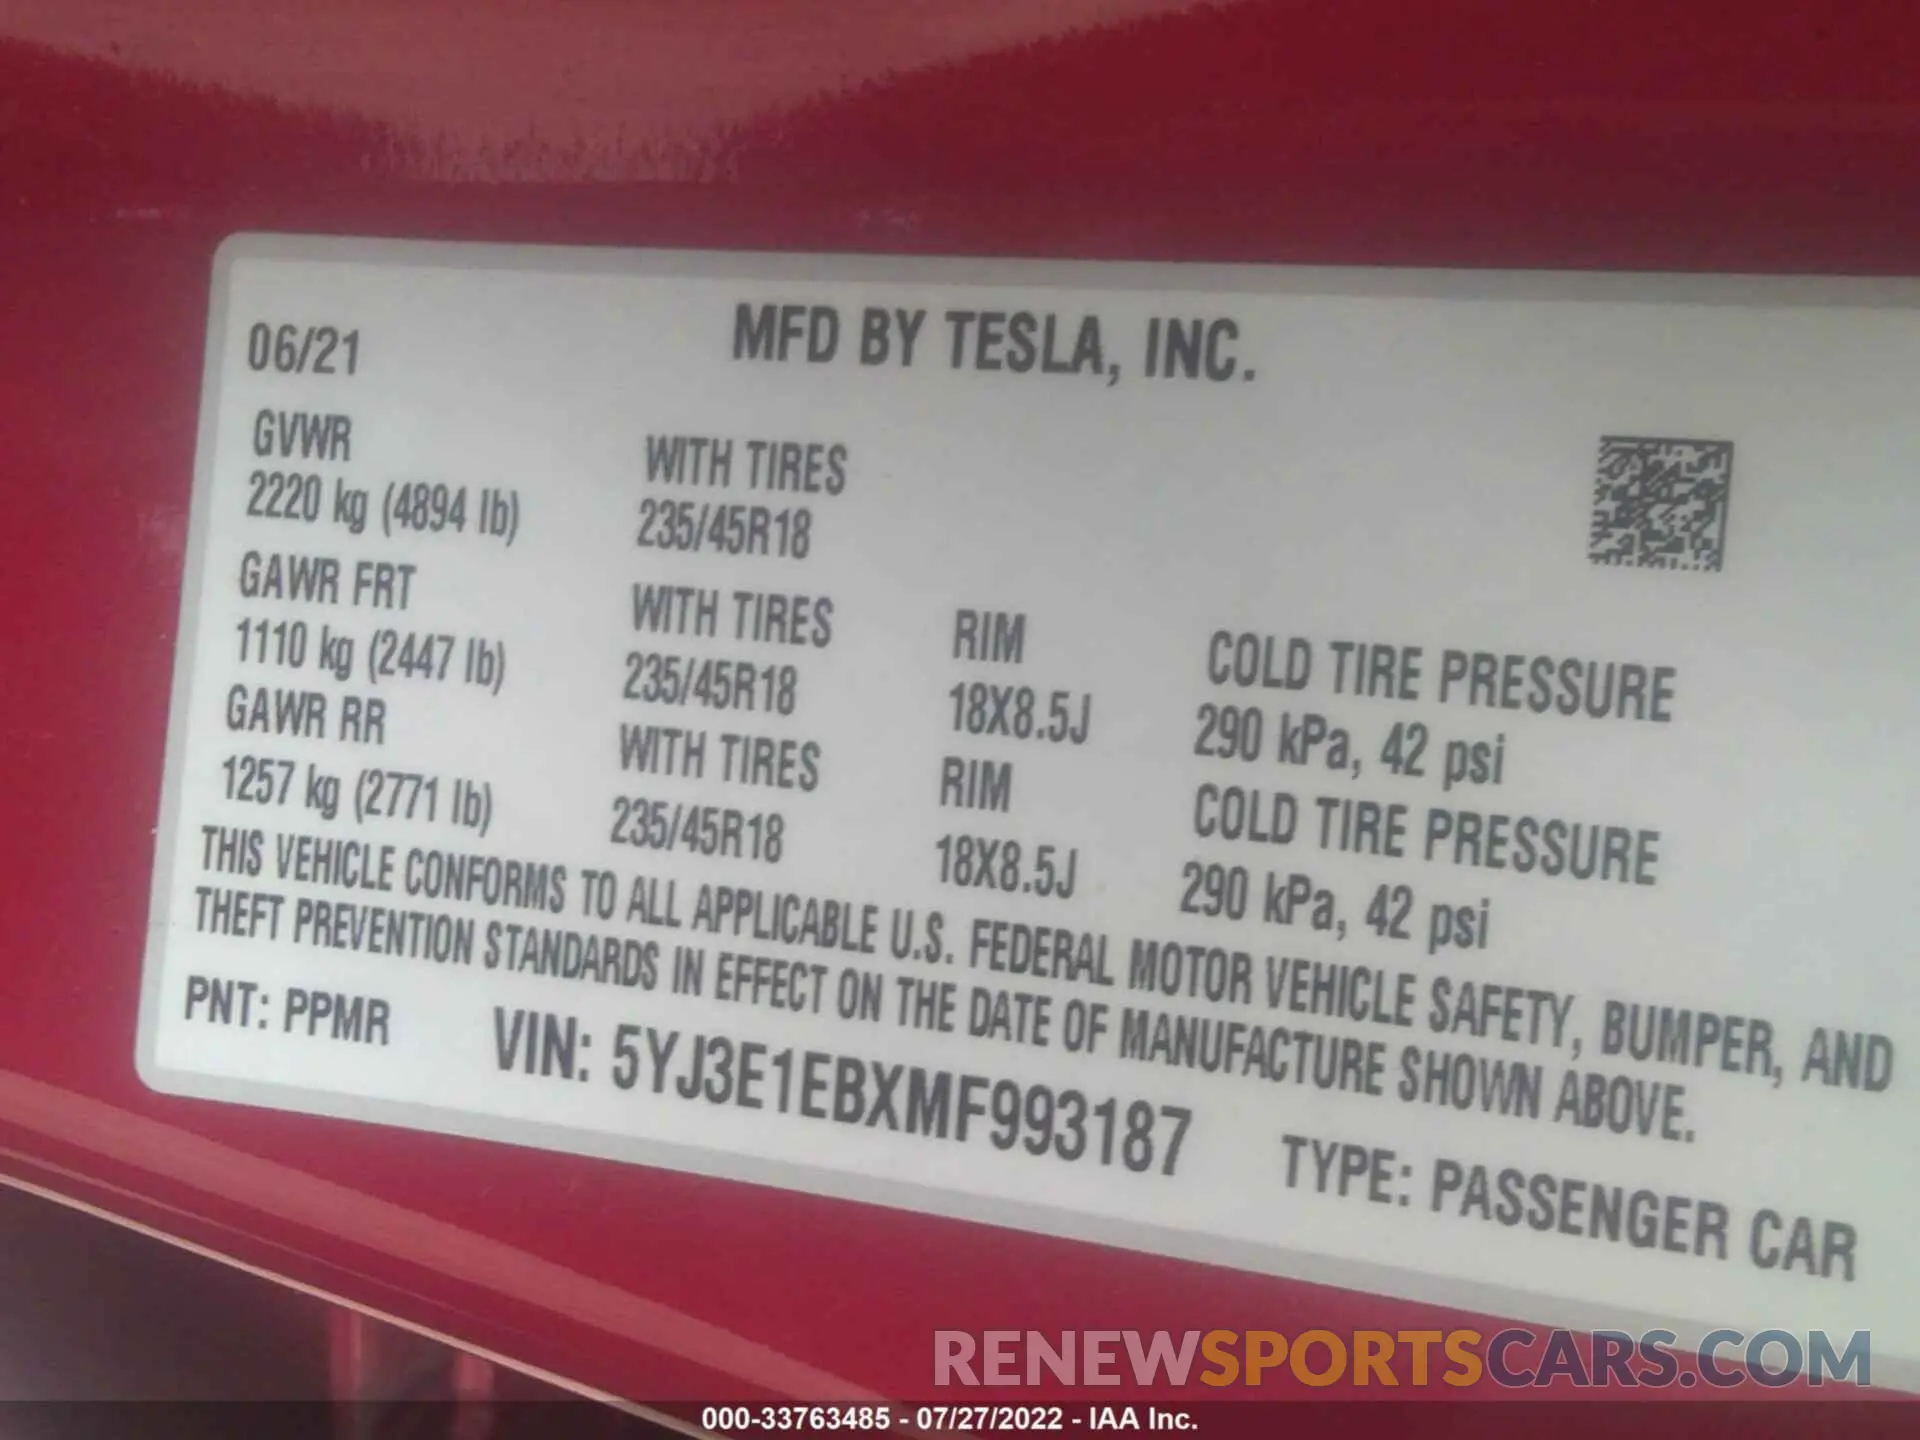 06/21 MFD BY TESLA, INC.
GVWR WITH TIRES
2220 kg (4894 lb) 235/45R18
GAWR FRT WITH TIRES RIM COLD TIRE PRESSURE
1110 kg (2447 lb) 235/45R18 18X8.5J 290 kPa, 42 psi
GAWR RR WITH TIRES RIM COLD TIRE PRESSURE
1257 kg (2771 lb) 235/45R18 18X8.5J 290 kPa, 42 psi
THIS VEHICLE CONFORMS TO ALL APPLICABLE U.S. FEDERAL MOTOR VEHICLE SAFETY, BUMPER, AND
THEFT PREVENTION STANDARDS IN EFFECT ON THE DATE OF MANUFACTURE SHOWN ABOVE.
PNT: PPMR VIN: 5YJ3E1EBXMF993187 TYPE: PASSENGER CAR
RENEWSPORTSCARS.COM
000-33763485 - 07/27/2022 - IAA Inc.